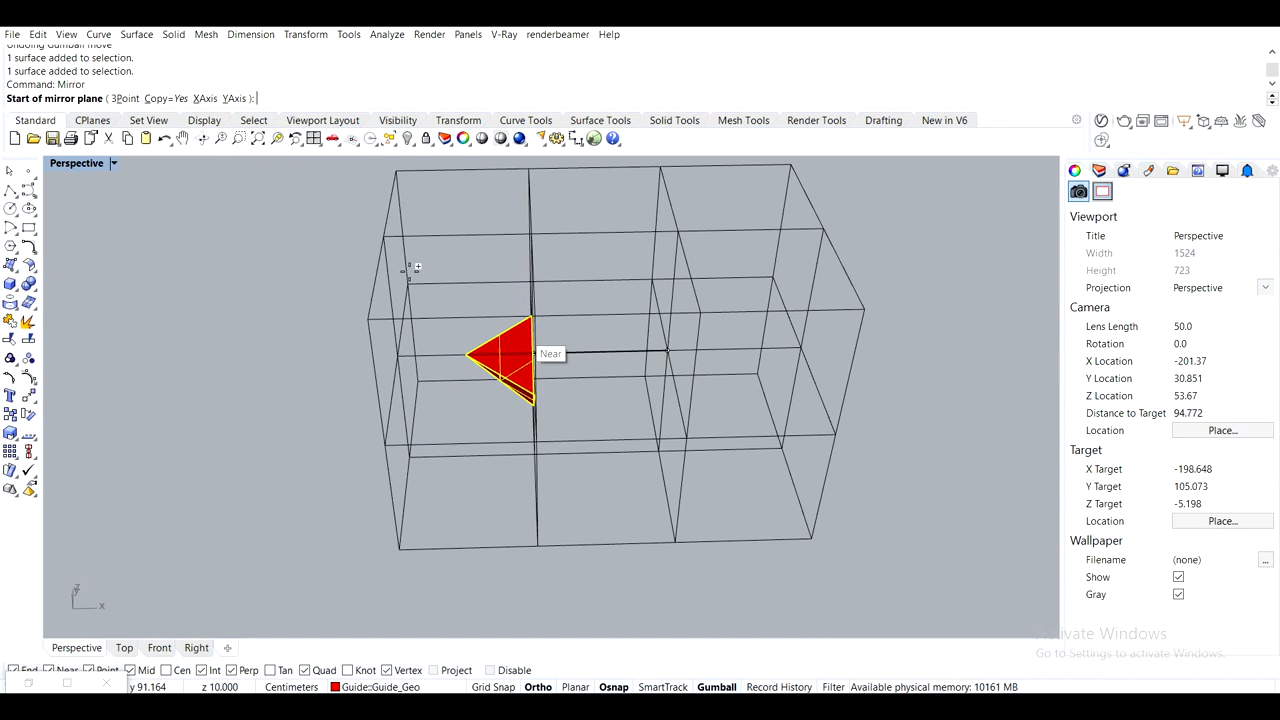 File Edit View Curve Surface Solid Mesh Dimension Transform Tools Analyze Render Panels V-Ray renderbeamer Help
Undoing Gumball move
1 surface added to selection.
1 surface added to selection.
Command: Mirror
Start of mirror plane ( 3Point Copy=Yes XAxis YAxis ):
Standard CPlanes Set View Display Select Viewport Layout Visibility Transform Curve Tools Surface Tools Solid Tools Mesh Tools Render Tools Drafting New in V6
Perspective
Near
z x
Viewport
Title Perspective
Width 1524
Height 723
Projection Perspective
Camera
Lens Length 50.0
Rotation 0.0
X Location -201.37
Y Location 30.851
Z Location 53.67
Distance to Target 94.772
Location Place...
Target
X Target -198.648
Y Target 105.073
Z Target -5.198
Location Place...
Wallpaper
Filename (none) ...
Show
Gray
Activate Windows
Go to Settings to activate Windows.
Perspective Top Front Right
End Near Point Mid Cen Int Perp Tan Quad Knot Vertex Project Disable
y 91.164 z 10.000 Centimeters Guide::Guide_Geo Grid Snap Ortho Planar Osnap SmartTrack Gumball Record History Filter Available physical memory: 10161 MB